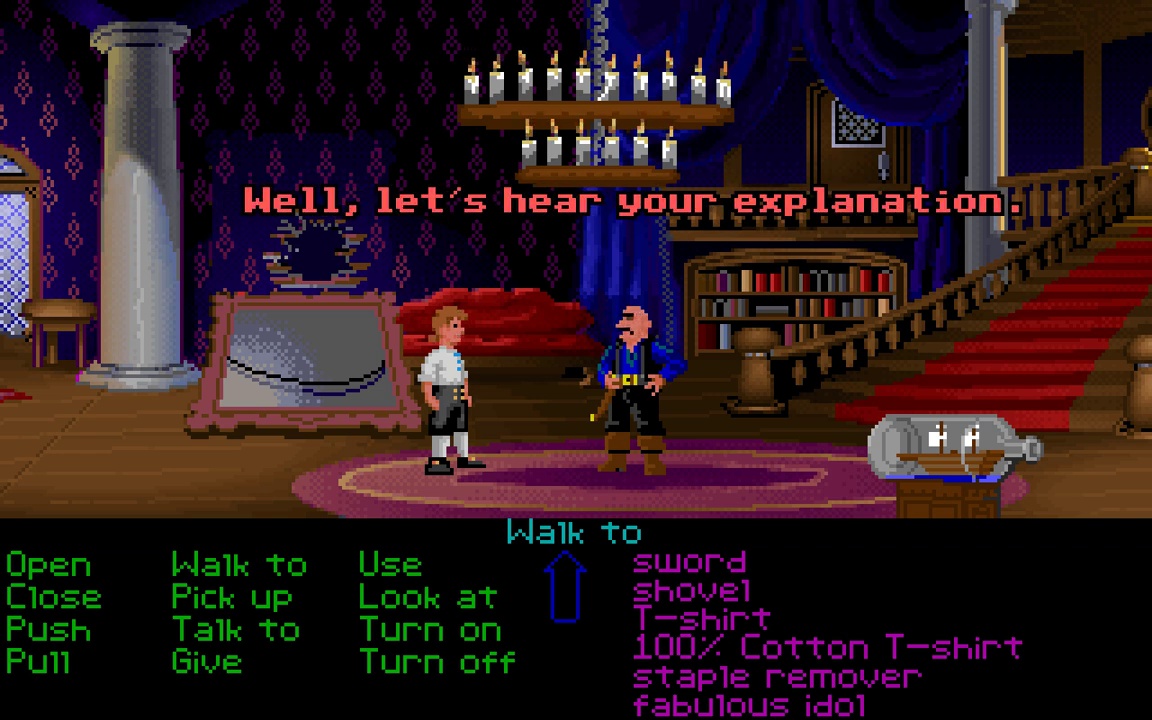 Well, let's hear your explanation.
Walk to
Open Walk to Use
Close Pick up Look at
Push Talk to Turn on
Pull Give Turn off
sword
shovel
T-shirt
100% Cotton T-shirt
staple remover
fabulous idol